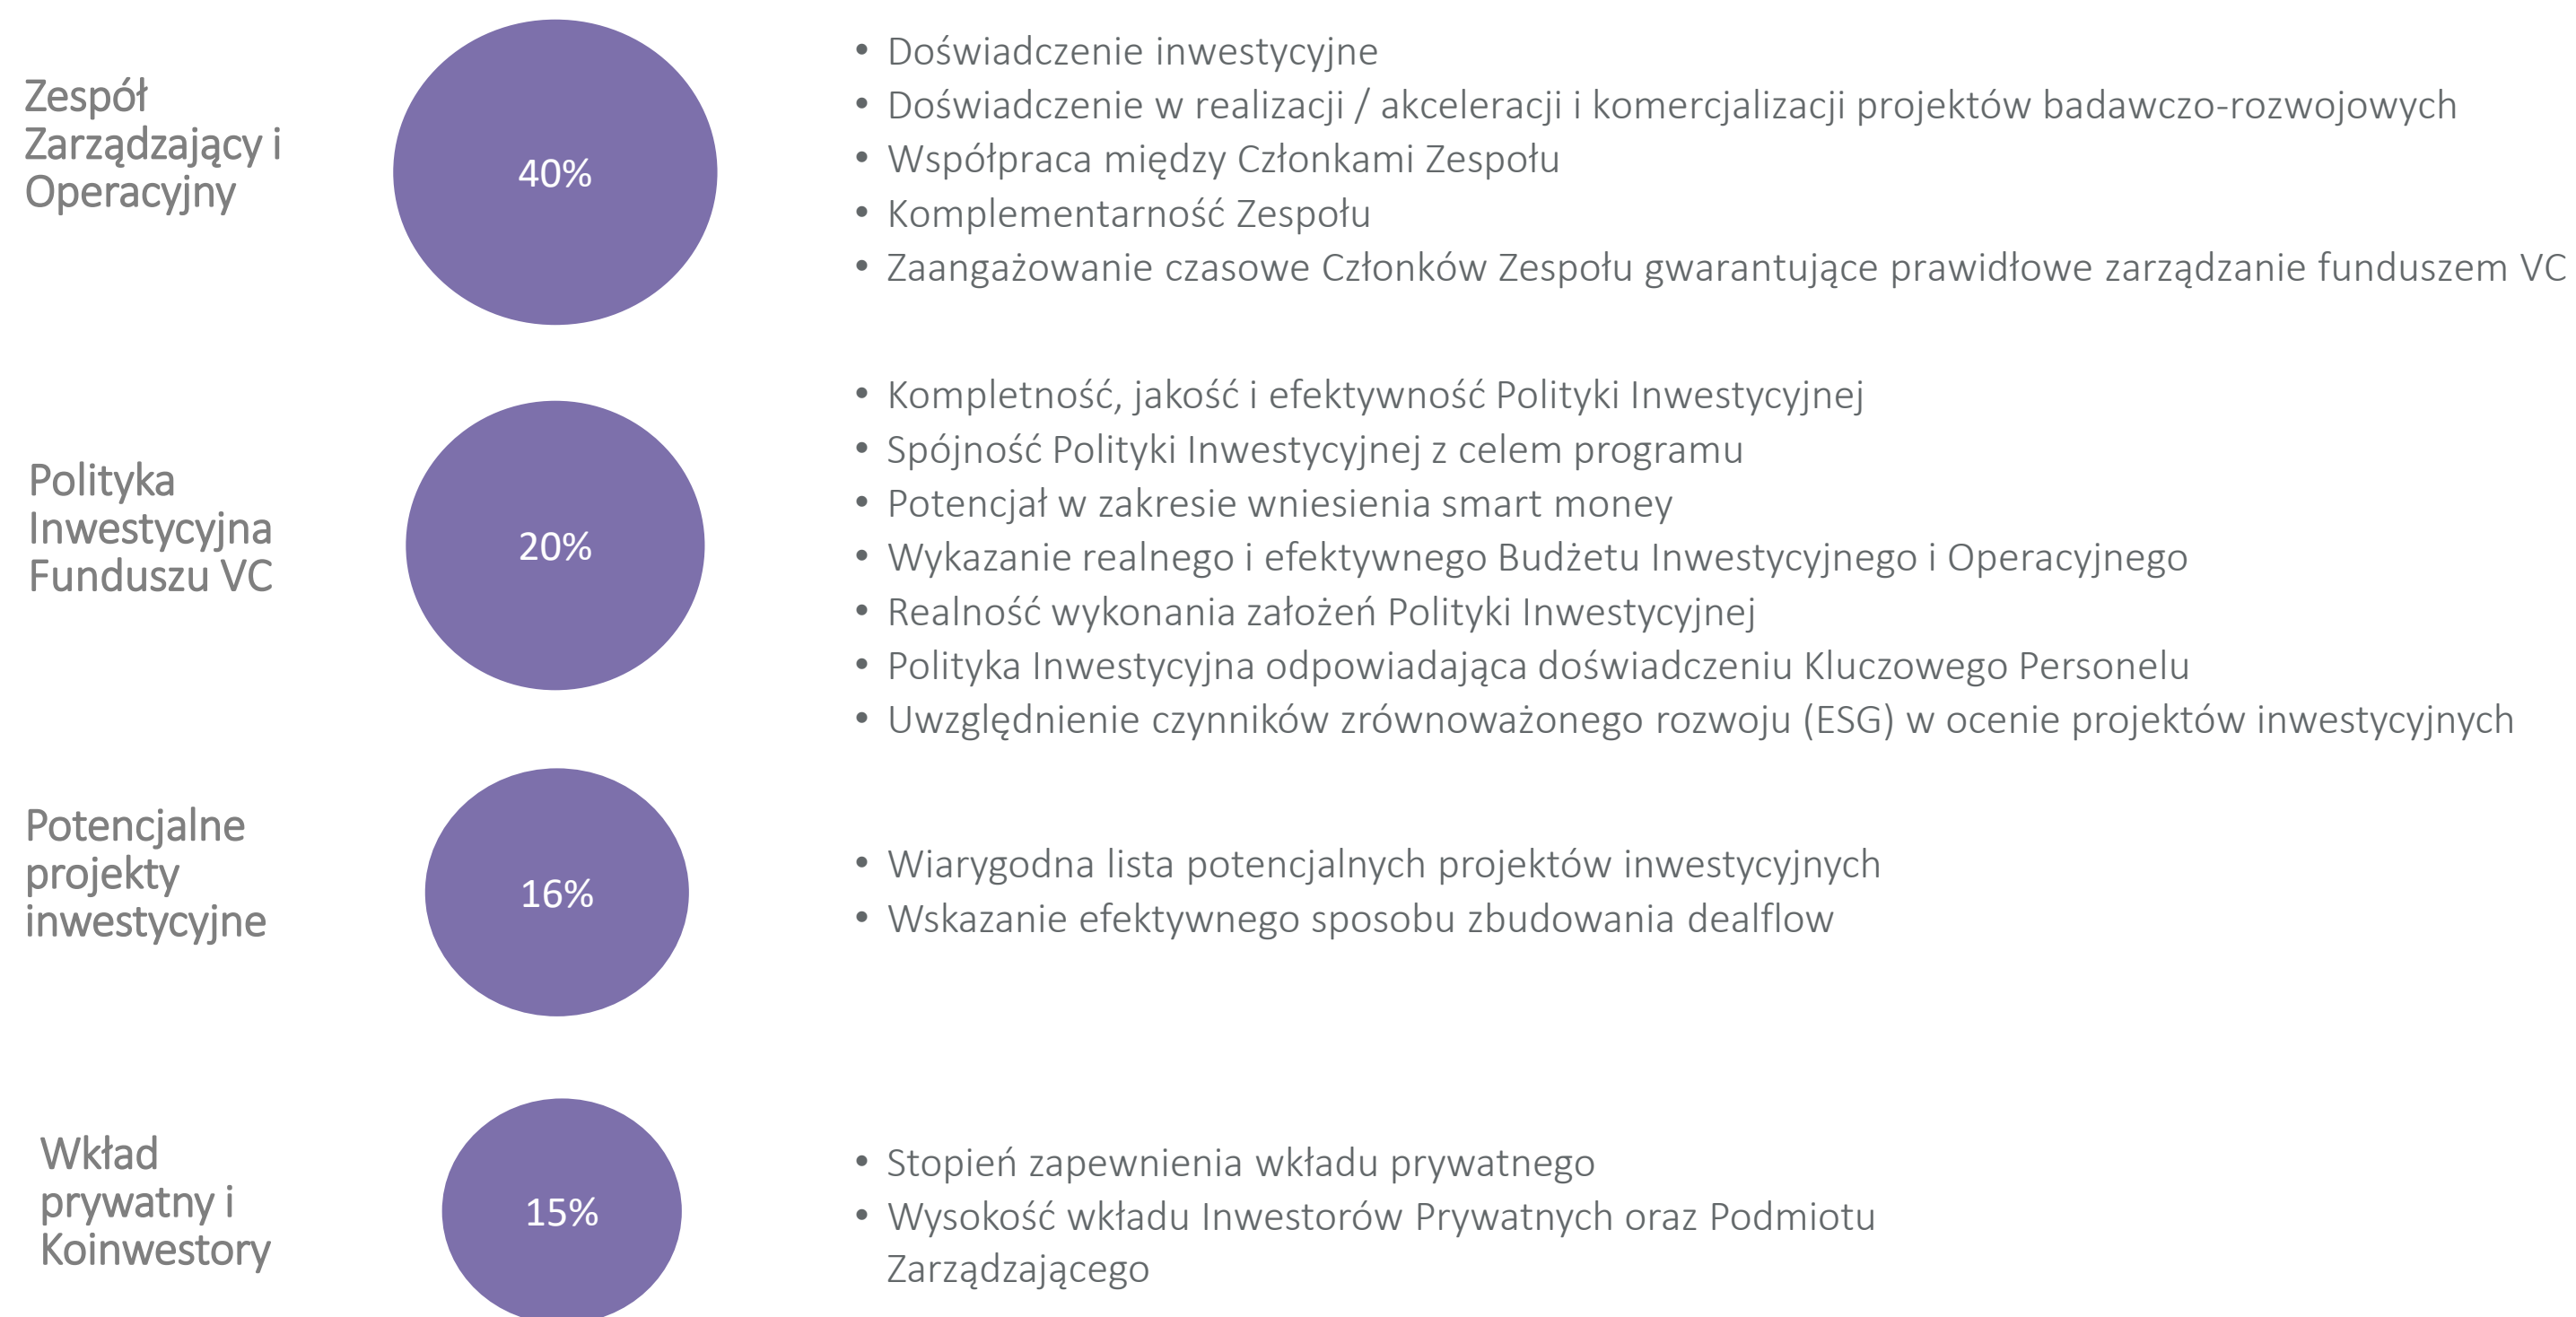 Zespół
Zarządzający i
Operacyjny
40%
• Doświadczenie inwestycyjne
• Doświadczenie w realizacji / akceleracji i komercjalizacji projektów badawczo-rozwojowych
• Współpraca między Członkami Zespołu
• Komplementarność Zespołu
• Zaangażowanie czasowe Członków Zespołu gwarantujące prawidłowe zarządzanie funduszem VC
Polityka
Inwestycyjna
Funduszu VC
20%
• Kompletność, jakość i efektywność Polityki Inwestycyjnej
• Spójność Polityki Inwestycyjnej z celem programu
• Potencjał w zakresie wniesienia smart money
• Wykazanie realnego i efektywnego Budżetu Inwestycyjnego i Operacyjnego
• Realność wykonania założeń Polityki Inwestycyjnej
• Polityka Inwestycyjna odpowiadająca doświadczeniu Kluczowego Personelu
• Uwzględnienie czynników zrównoważonego rozwoju (ESG) w ocenie projektów inwestycyjnych
Potencjalne
projekty
inwestycyjne
16%
• Wiarygodna lista potencjalnych projektów inwestycyjnych
• Wskazanie efektywnego sposobu zbudowania dealflow
Wkład
prywatny i
Koinwestory
15%
• Stopień zapewnienia wkładu prywatnego
• Wysokość wkładu Inwestorów Prywatnych oraz Podmiotu
Zarządzającego